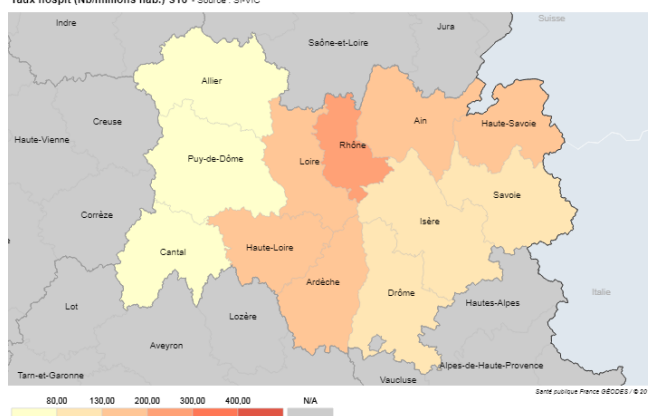 Taux hospit (Nb/millions hab.) S16 - Source : SI-VIC
Indre
Jura
Suisse
Saône-et-Loire
Allier
Creuse
Ain
Haute-Savoie
Haute-Vienne
Rhône
Puy-de-Dôme
Loire
Savoie
Corrèze
Isère
Cantal
Haute-Loire
Ardèche
Drôme
Italie
Hautes-Alpes
Lot
Lozère
Aveyron
Alpes-de-Haute-Provence
Tarn-et-Garonne
Vaucluse
Santé publique France GÉODES / © 20
80,00 130,00 200,00 300,00 400,00 N/A